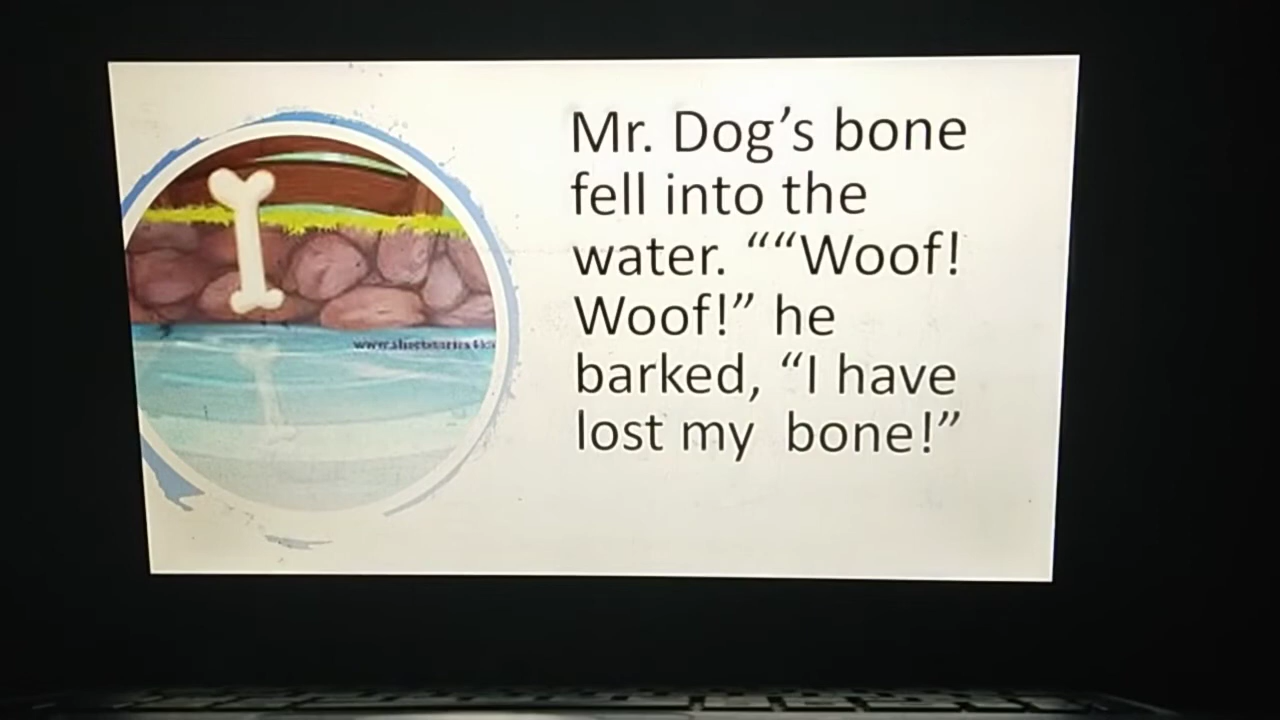 Mr. Dog’s bone
fell into the
water. ““Woof!
Woof!” he
barked, “I have
lost my  bone!”